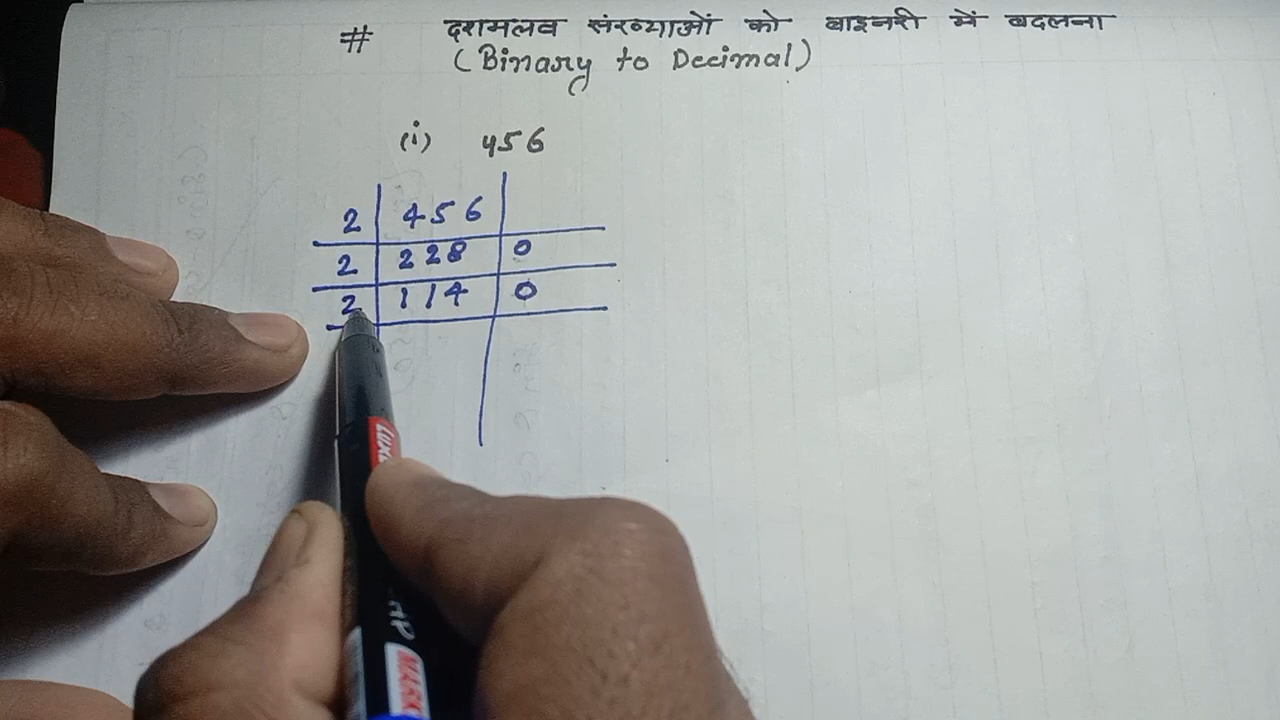 # दशमलव संख्याओं को बाइनरी में बदलना
(Binary to Decimal)
(i) 456
2 456
2 228 0
2 114 0